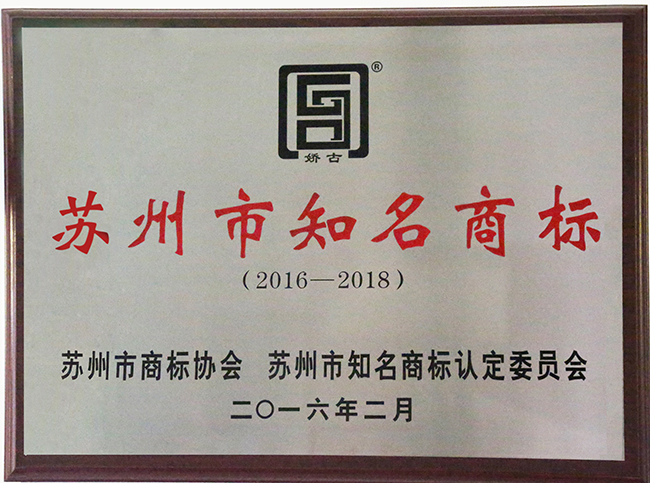 ®
娇古
苏州市知名商标
（2016—2018）
苏州市商标协会 苏州市知名商标认定委员会
二〇一六年二月